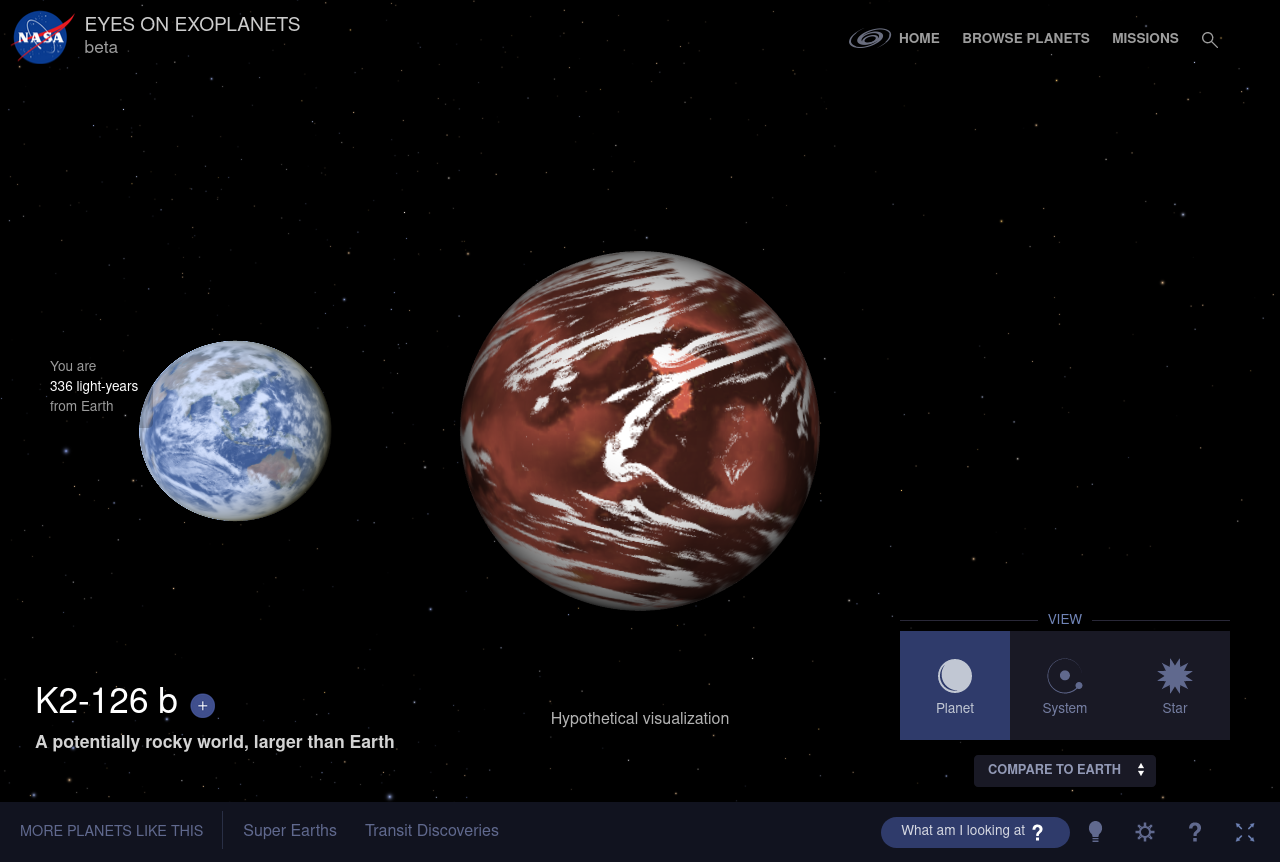 NASA
EYES ON EXOPLANETS
beta
HOME
BROWSE PLANETS
MISSIONS
You are
336 light-years
from Earth
VIEW
Planet
System
Star
K2-126 b +
A potentially rocky world, larger than Earth
Hypothetical visualization
COMPARE TO EARTH
MORE PLANETS LIKE THIS
Super Earths
Transit Discoveries
What am I looking at ?
?